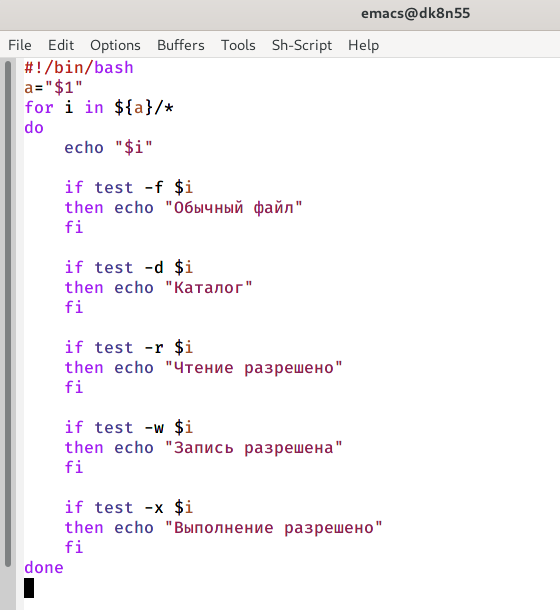 emacs@dk8n55
File Edit Options Buffers Tools Sh-Script Help
#!/bin/bash
a="$1"
for i in ${a}/*
do
    echo "$i"

    if test -f $i
    then echo "Обычный файл"
    fi

    if test -d $i
    then echo "Каталог"
    fi

    if test -r $i
    then echo "Чтение разрешено"
    fi

    if test -w $i
    then echo "Запись разрешена"
    fi

    if test -x $i
    then echo "Выполнение разрешено"
    fi
done